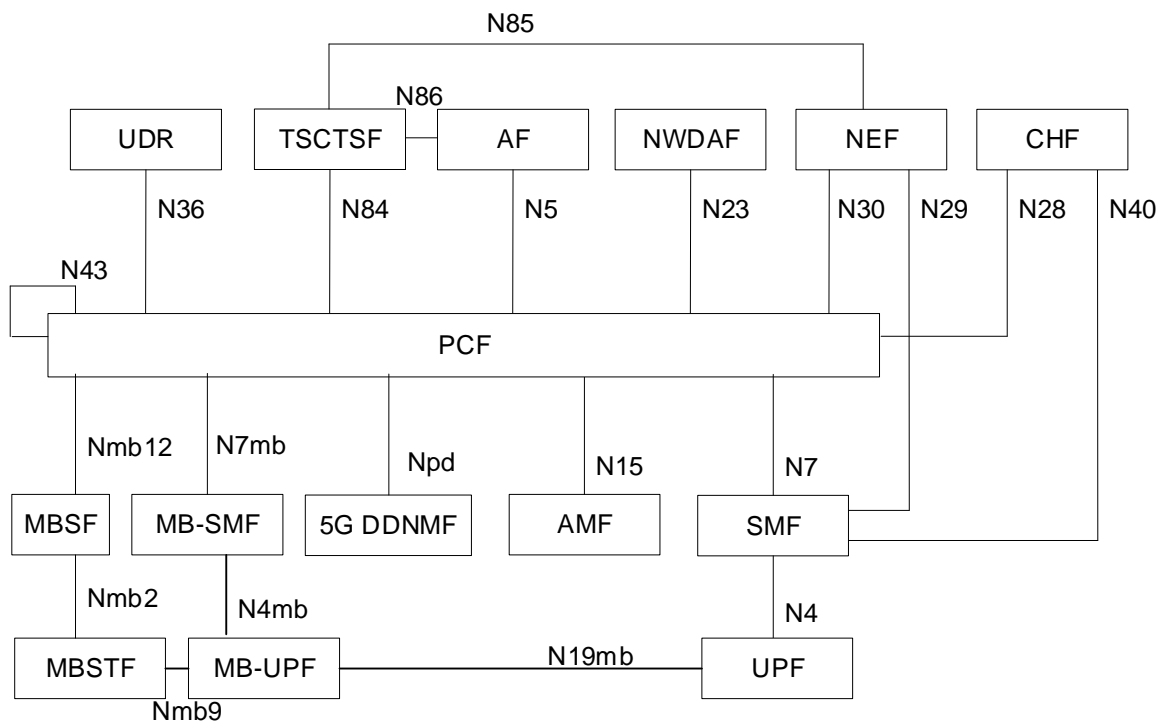 N85
N86
UDR
TSCTSF
AF
NWDAF
NEF
CHF
N36
N84
N5
N23
N30
N29
N28
N40
N43
PCF
Nmb12
N7mb
Npd
N15
N7
MBSF
MB-SMF
5G DDNMF
AMF
SMF
Nmb2
N4mb
N4
MBSTF
MB-UPF
N19mb
UPF
Nmb9